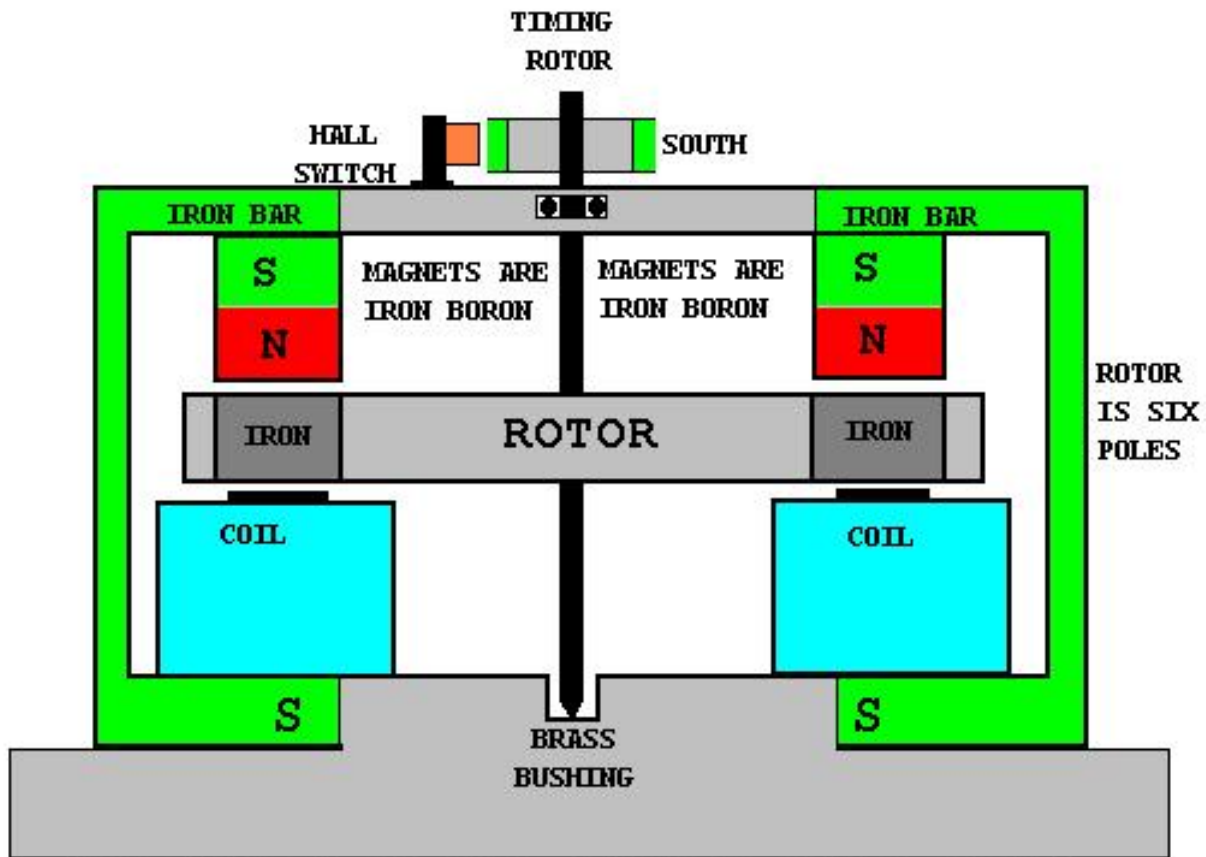 TIMING
ROTOR
HALL
SWITCH
SOUTH
IRON BAR
IRON BAR
S
S
MAGNETS ARE
IRON BORON
MAGNETS ARE
IRON BORON
N
N
ROTOR
IS SIX
POLES
IRON
ROTOR
IRON
COIL
COIL
S
S
BRASS
BUSHING